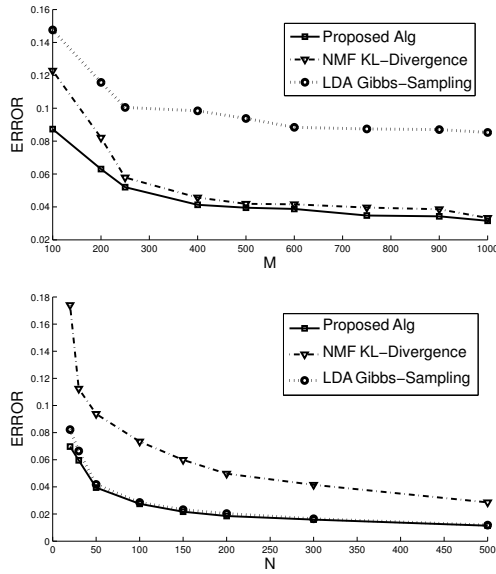 0.16
0.14
0.12
0.1
0.08
0.06
0.04
0.02
ERROR
100 200 300 400 500 600 700 800 900 1000
M
Proposed Alg
NMF KL-Divergence
LDA Gibbs-Sampling
0.18
0.16
0.14
0.12
0.1
0.08
0.06
0.04
0.02
0
ERROR
0 50 100 150 200 250 300 350 400 450 500
N
Proposed Alg
NMF KL-Divergence
LDA Gibbs-Sampling